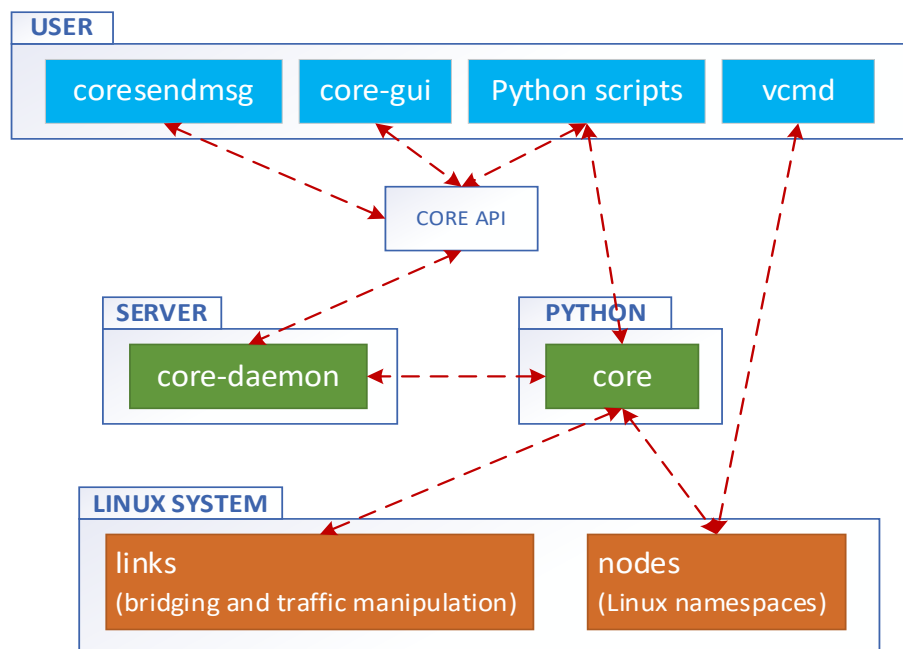 USER
coresendmsg
core-gui
Python scripts
vcmd
CORE API
SERVER
PYTHON
core-daemon
core
LINUX SYSTEM
links
(bridging and traffic manipulation)
nodes
(Linux namespaces)